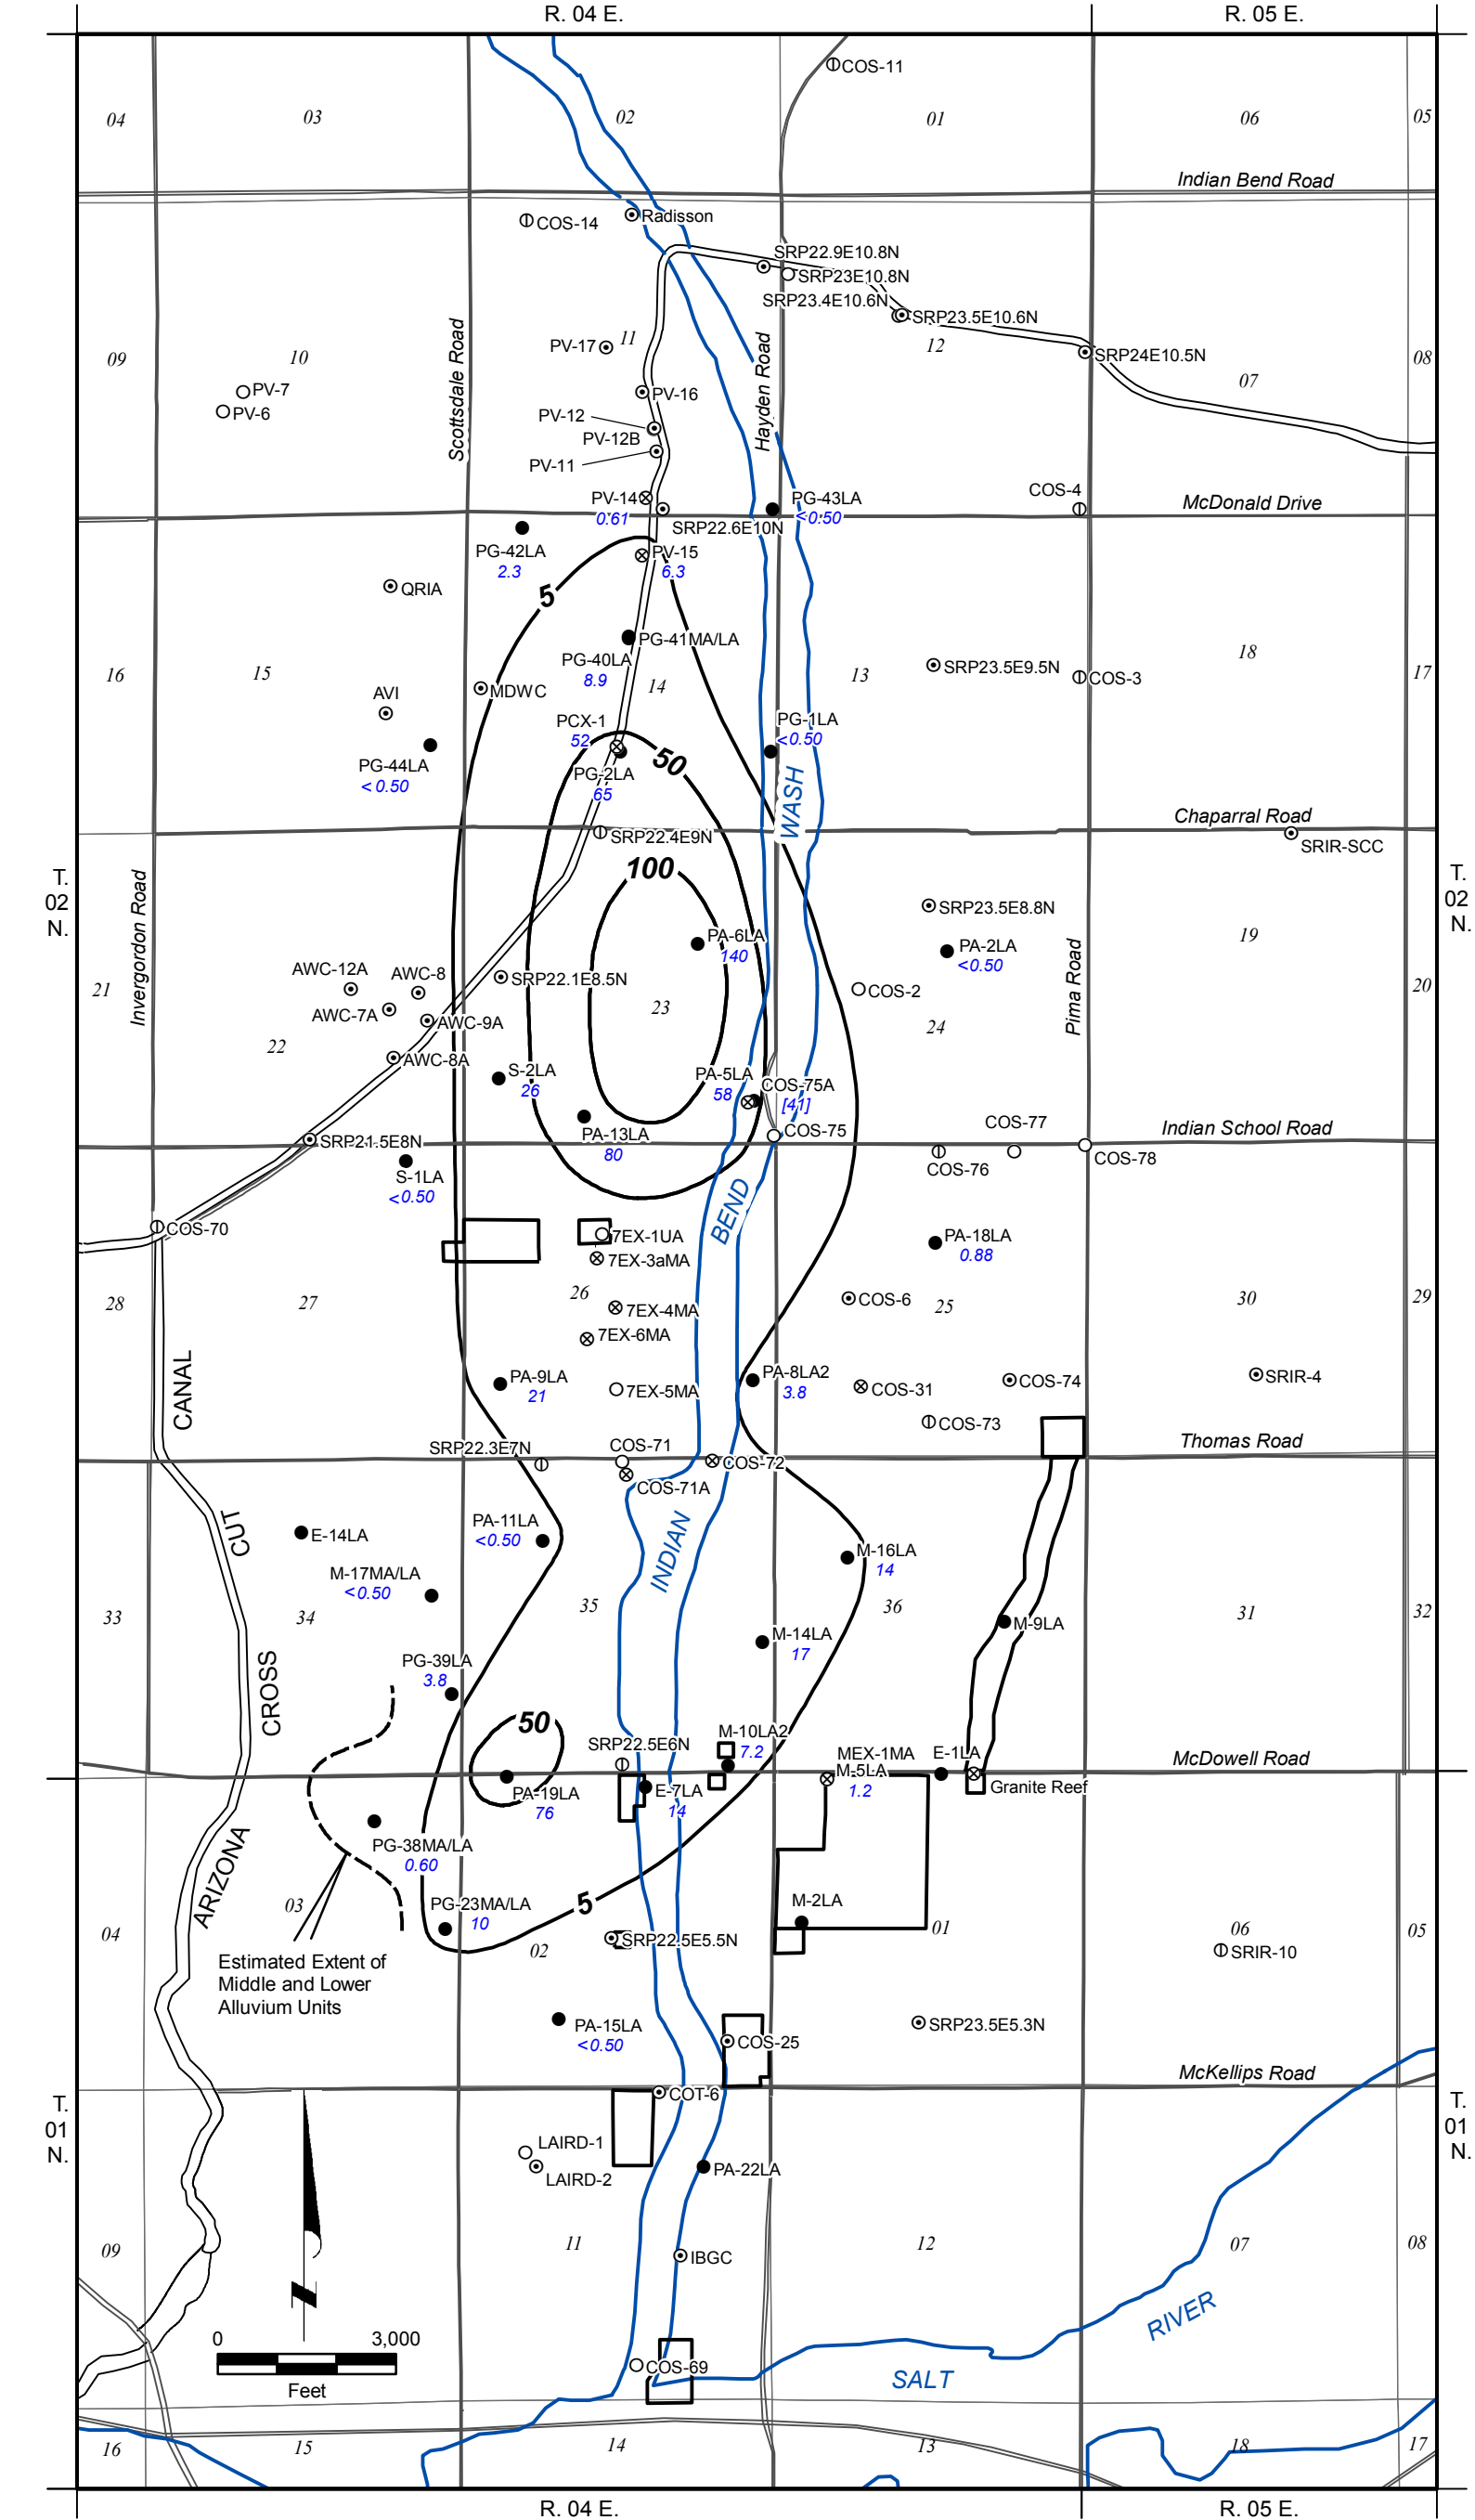 R. 04 E.
R. 05 E.
COS-11
04
03
02
01
06
05
Indian Bend Road
COS-14
Radisson
SRP22.9E10.8N
SRP23E10.8N
SRP23.4E10.6N
SRP23.5E10.6N
SRP24E10.5N
Scottsdale Road
Hayden Road
PV-17
11
12
09
10
07
08
PV-7
PV-6
PV-16
PV-12
PV-12B
PV-11
PV-14
0.61
SRP22.6E10N
PG-43LA
<0.50
COS-4
McDonald Drive
PG-42LA
2.3
PV-15
6.3
QRIA
5
PG-41MA/LA
PG-40LA
8.9
14
SRP23.5E9.5N
COS-3
16
15
13
18
17
MDWC
AVI
PG-44LA
<0.50
PCX-1
52
50
PG-2LA
65
PG-1LA
<0.50
WASH
Chaparral Road
SRP22.4E9N
SRIR-SCC
100
T.
02
N.
T.
02
N.
Invergordon Road
Pima Road
SRP23.5E8.8N
PA-6LA
140
PA-2LA
<0.50
19
AWC-12A
AWC-8
SRP22.1E8.5N
COS-2
21
AWC-7A
AWC-9A
23
24
20
22
AWC-8A
S-2LA
26
PA-5LA
58
COS-75A
[41]
PA-13LA
80
COS-75
COS-77
Indian School Road
SRP21.5E8N
COS-76
COS-78
S-1LA
<0.50
COS-70
7EX-1UA
7EX-3aMA
BEND
PA-18LA
0.88
28
27
26
COS-6
25
30
29
7EX-4MA
7EX-6MA
CANAL
PA-9LA
21
7EX-5MA
PA-8LA2
3.8
COS-31
COS-74
SRIR-4
COS-73
SRP22.3E7N
COS-71
COS-72
Thomas Road
COS-71A
CUT
E-14LA
PA-11LA
<0.50
INDIAN
M-16LA
14
M-17MA/LA
<0.50
33
34
35
36
31
32
M-14LA
17
M-9LA
PG-39LA
3.8
CROSS
50
SRP22.5E6N
M-10LA2
7.2
MEX-1MA
M-5LA
1.2
E-1LA
McDowell Road
Granite Reef
PA-19LA
76
E-7LA
14
ARIZONA
PG-38MA/LA
0.60
03
PG-23MA/LA
10
5
M-2LA
04
02
SRP22.5E5.5N
01
06
05
SRIR-10
Estimated Extent of
Middle and Lower
Alluvium Units
PA-15LA
<0.50
COS-25
SRP23.5E5.3N
McKellips Road
COT-6
T.
01
N.
T.
01
N.
LAIRD-1
LAIRD-2
PA-22LA
09
11
IBGC
12
07
08
RIVER
0
3,000
Feet
COS-69
SALT
16
15
14
13
18
17
R. 04 E.
R. 05 E.